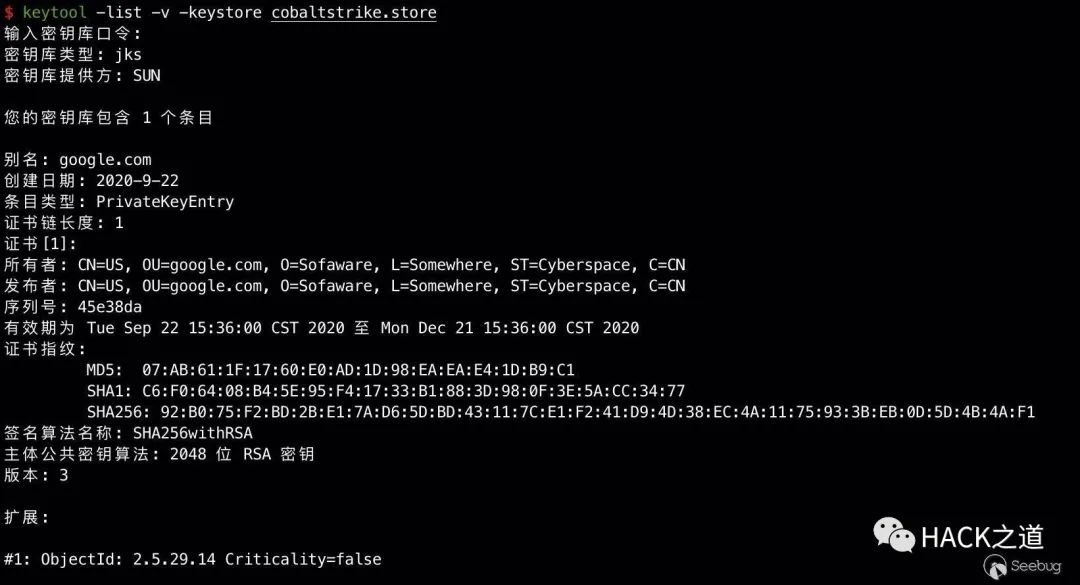 $ keytool -list -v -keystore cobaltstrike.store
输入密钥库口令:
密钥库类型: jks
密钥库提供方: SUN
您的密钥库包含 1 个条目
别名: google.com
创建日期: 2020-9-22
条目类型: PrivateKeyEntry
证书链长度: 1
证书[1]:
所有者: CN=US, OU=google.com, O=Sofaware, L=Somewhere, ST=Cyberspace, C=CN
发布者: CN=US, OU=google.com, O=Sofaware, L=Somewhere, ST=Cyberspace, C=CN
序列号: 45e38da
有效期为 Tue Sep 22 15:36:00 CST 2020 至 Mon Dec 21 15:36:00 CST 2020
证书指纹:
MD5: 07:AB:61:1F:17:60:E0:AD:1D:98:EA:EA:E4:1D:B9:C1
SHA1: C6:F0:64:08:B4:5E:95:F4:17:33:B1:88:3D:98:0F:3E:5A:CC:34:77
SHA256: 92:B0:75:F2:BD:2B:E1:7A:D6:5D:BD:43:11:7C:E1:F2:41:D9:4D:38:EC:4A:11:75:93:3B:EB:0D:5D:4B:4A:F1
签名算法名称: SHA256withRSA
主体公共密钥算法: 2048 位 RSA 密钥
版本: 3
扩展:
#1: ObjectId: 2.5.29.14 Criticality=false
HACK之道
Seebug